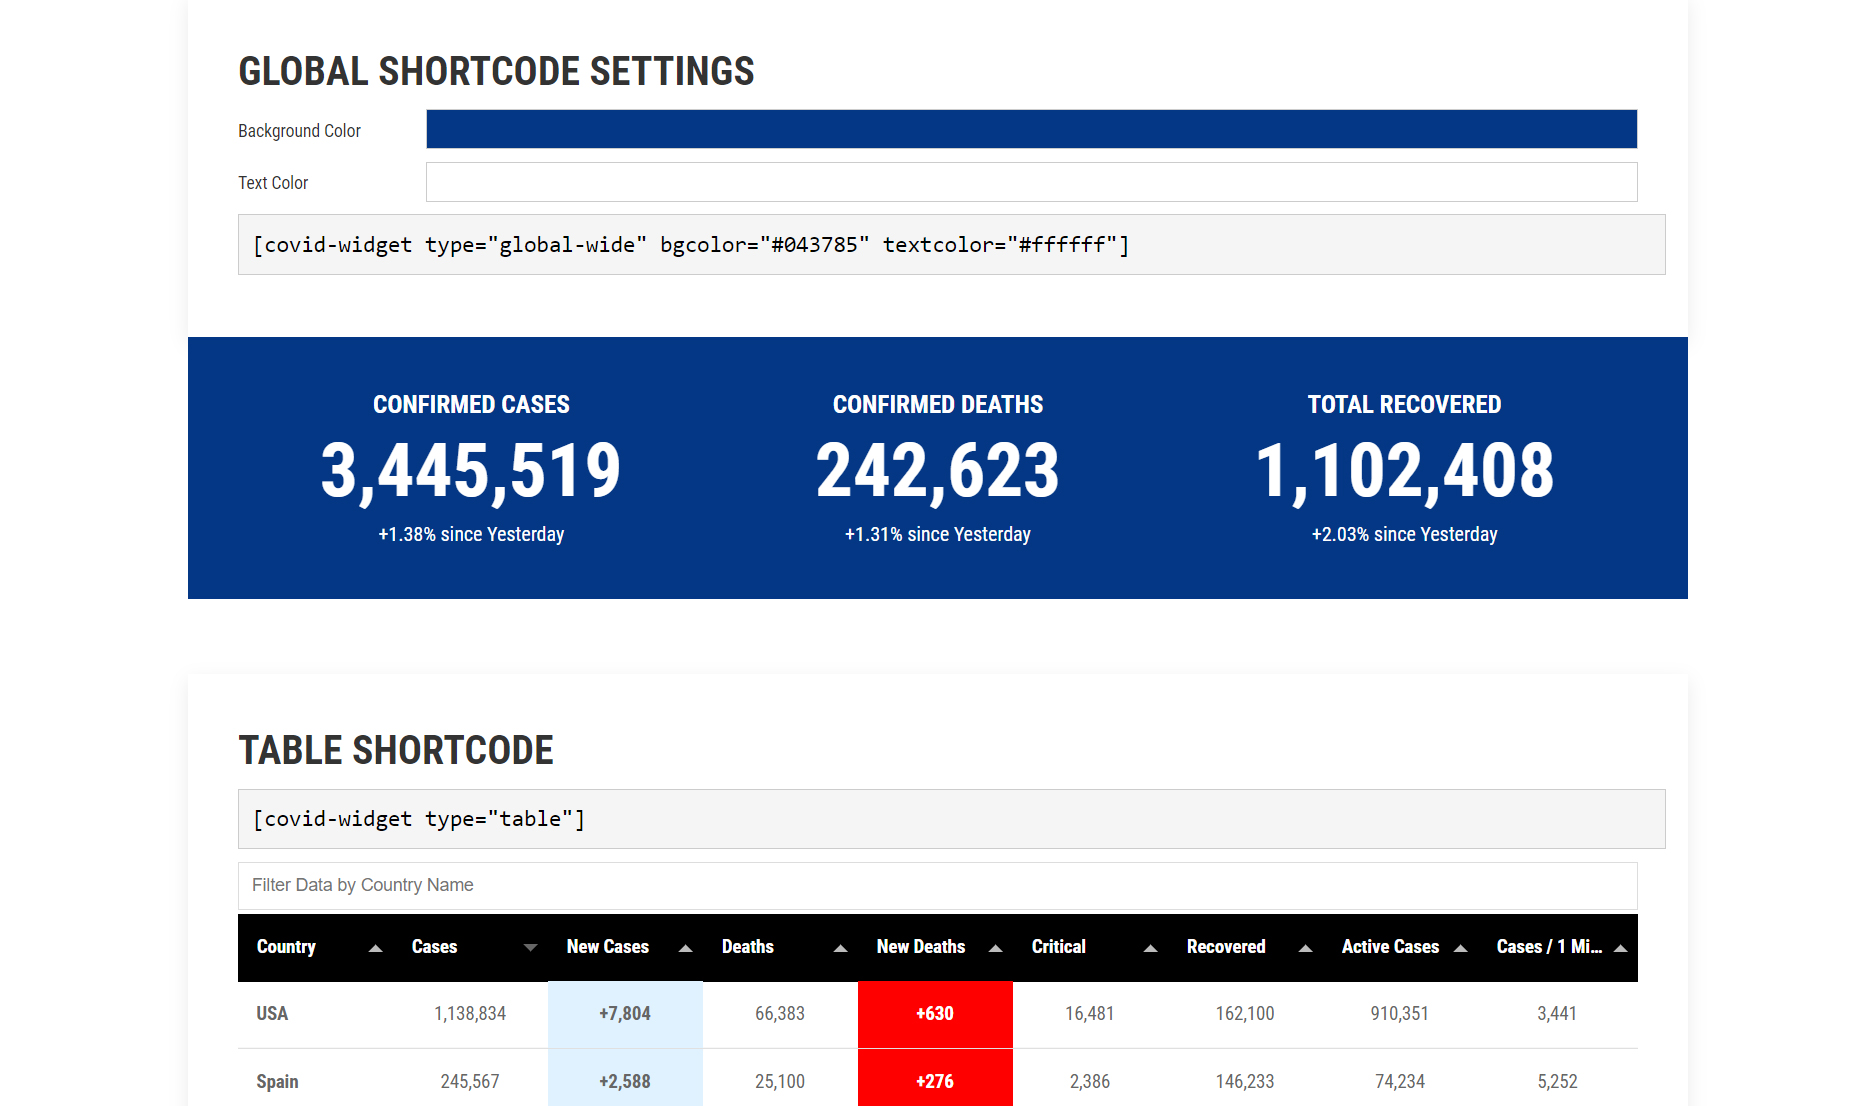 GLOBAL SHORTCODE SETTINGS
Background Color
Text Color
[covid-widget type="global-wide" bgcolor="#043785" textcolor="#ffffff"]
CONFIRMED CASES CONFIRMED DEATHS TOTAL RECOVERED
3,445,519 242,623 1,102,408
+1.38% since Yesterday +1.31% since Yesterday +2.03% since Yesterday
TABLE SHORTCODE
[covid-widget type="table"]
Filter Data by Country Name
Country Cases New Cases Deaths New Deaths Critical Recovered Active Cases Cases / 1 Mi...
USA 1,138,834 +7,804 66,383 +630 16,481 162,100 910,351 3,441
Spain 245,567 +2,588 25,100 +276 2,386 146,233 74,234 5,252